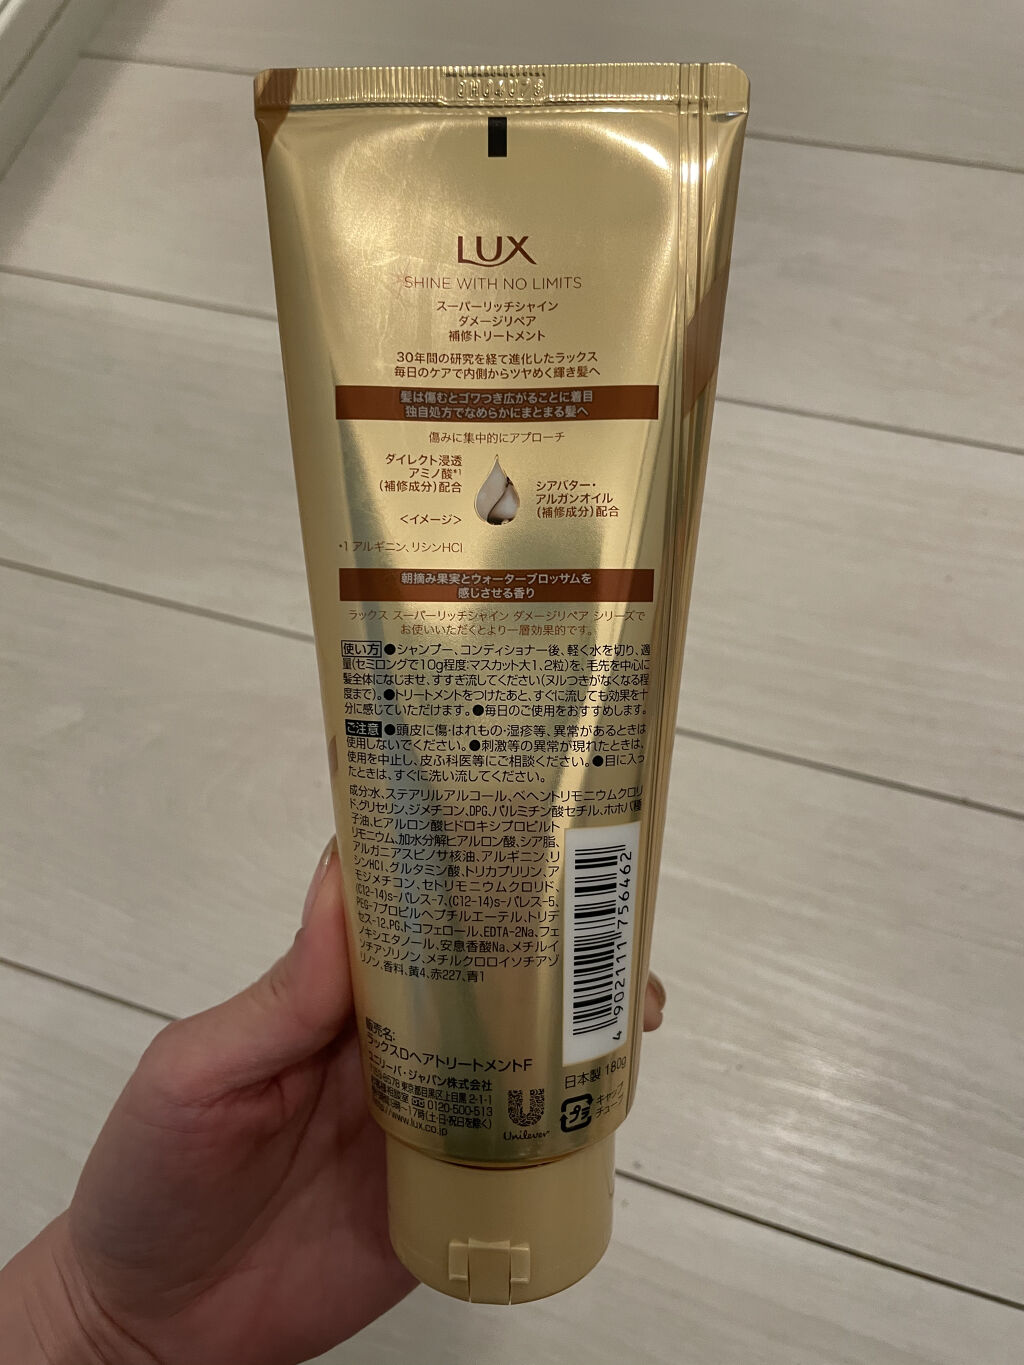 LUX
SHINE WITH NO LIMITS
スーパーリッチシャイン
ダメージリペア
補修トリートメント
30年間の研究を経て進化したラックス
毎日のケアで内側からツヤめく輝き髪へ
髪は傷むとゴワつき広がることに着目
独自処方でなめらかにまとまる髪へ
傷みに集中的にアプローチ
ダイレクト浸透
アミノ酸*1
(補修成分)配合
シアバター・
アルガンオイル
(補修成分)配合
<イメージ>
*1 アルギニン、リシンHCl
朝摘み果実とウォーターブロッサムを
感じさせる香り
ラックス スーパーリッチシャイン ダメージリペア シリーズで
お使いいただくとより一層効果的です。
使い方 ●シャンプー、コンディショナー後、軽く水を切り、適
量(セミロングで10g程度:マスカット大1、2粒)を、毛先を中心に
髪全体になじませ、すすぎ流してください(ヌルつきがなくなる程
度まで)。●トリートメントをつけたあと、すぐに流しても効果を十
分に感じていただけます。●毎日のご使用をおすすめします。
ご注意 ●頭皮に傷・はれもの・湿疹等、異常があるときは
使用しないでください。●刺激等の異常が現れたときは、
使用を中止し、皮ふ科医等にご相談ください。●目に入っ
たときは、すぐに洗い流してください。
成分:水、ステアリルアルコール、ベヘントリモニウムクロリ
ド、グリセリン、ジメチコン、DPG、パルミチン酸セチル、ホホバ種
子油、ヒアルロン酸ヒドロキシプロピルト
リモニウム、加水分解ヒアルロン酸、シア脂、
アルガニアスピノサ核油、アルギニン、リ
シンHCl、グルタミン酸、トリカプリリン、ア
モジメチコン、セトリモニウムクロリド、
(C12-14)s-パレス-7、(C12-14)s-パレス-5、
PEG-7プロピルヘプチルエーテル、トリデ
セス-12、PG、トコフェロール、EDTA-2Na、フェ
ノキシエタノール、安息香酸Na、メチルイ
ソチアゾリノン、メチルクロロイソチアゾ
リノン、香料、黄4、赤227、青1
4 902111 756462
販売名:
ラックスDヘアトリートメントF
ユニリーバ・ジャパン株式会社
東京都目黒区上目黒 2-1-1
0120-500-513
～17時(土・日・祝日を除く)
www.lux.co.jp
Unilever
日本製 180g
プラ
キャップ
チューブ